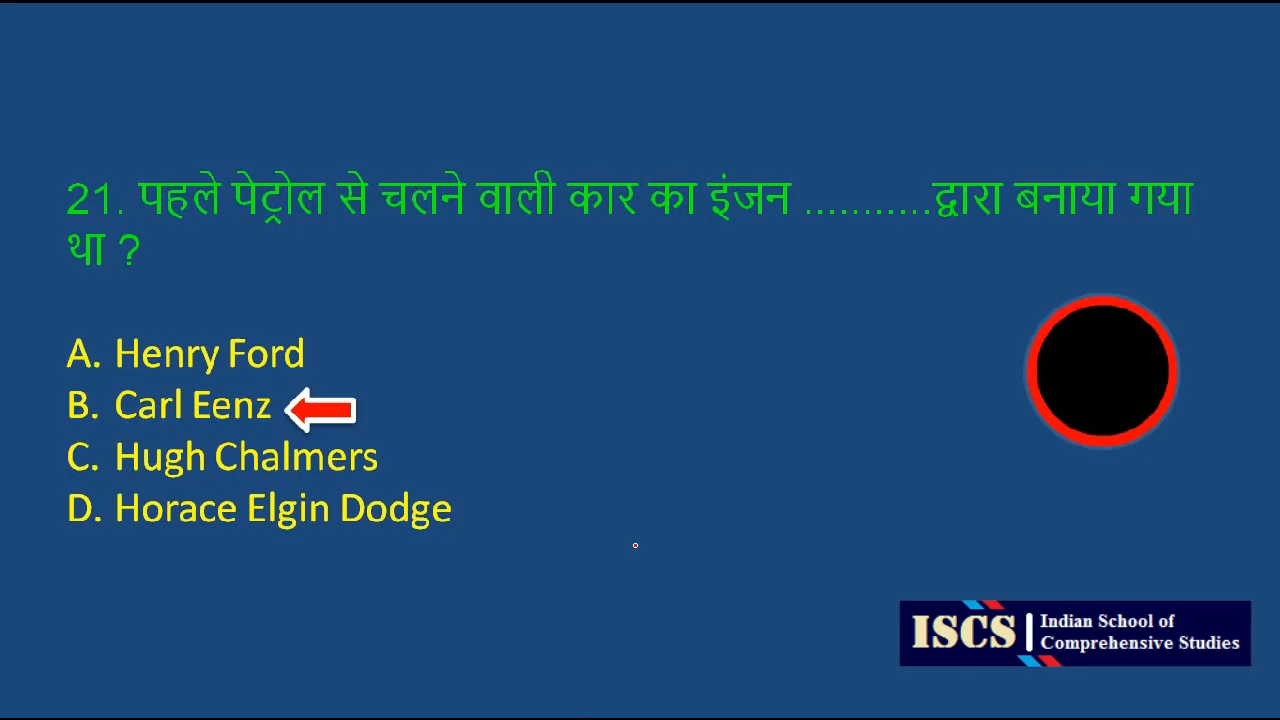 21. पहले पेट्रोल से चलने वाली कार का इंजन ...........द्वारा बनाया गया
था ?
A. Henry Ford
B. Carl Eenz
C. Hugh Chalmers
D. Horace Elgin Dodge
ISCS
Indian School of
Comprehensive Studies